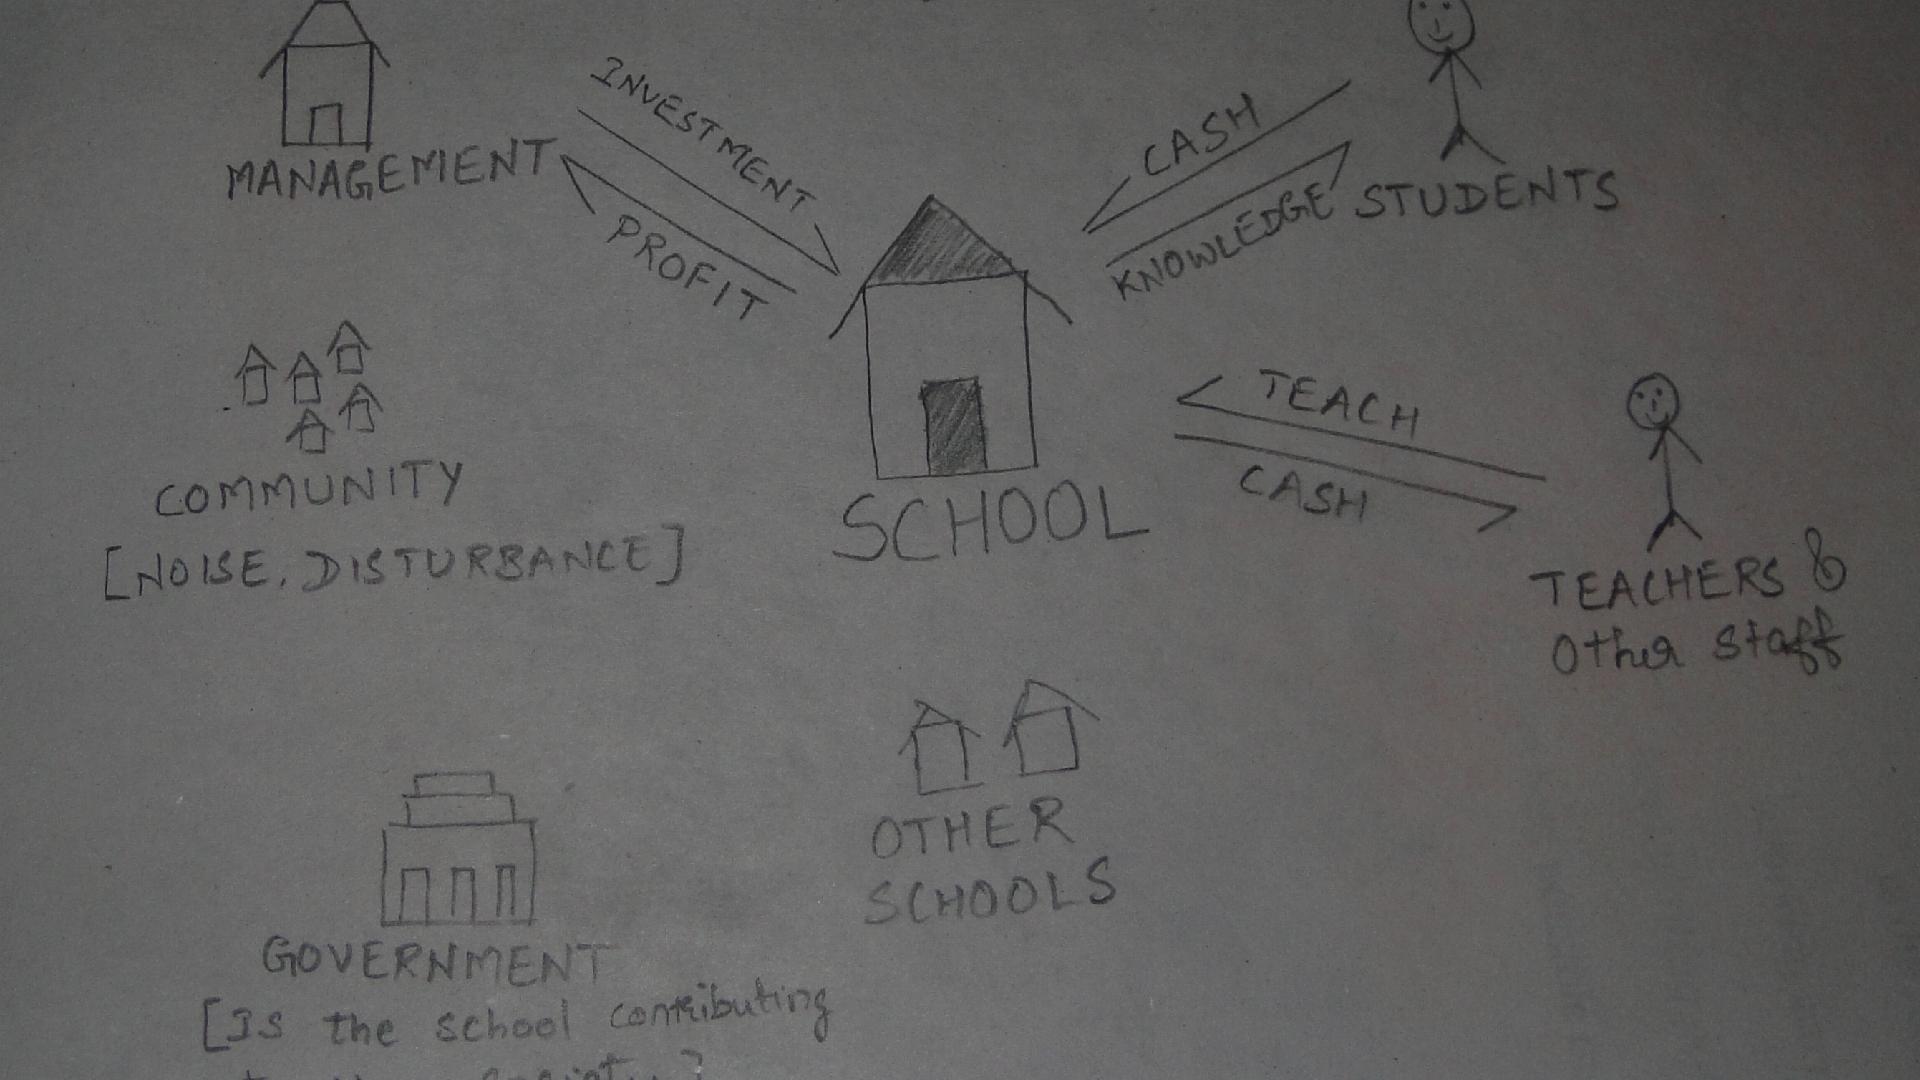 INVESTMENT
PROFIT
MANAGEMENT
CASH
KNOWLEDGE
STUDENTS
SCHOOL
TEACH
CASH
TEACHERS &
Other Staff
COMMUNITY
[NOISE, DISTURBANCE]
OTHER
SCHOOLS
GOVERNMENT
[Is the school contributing